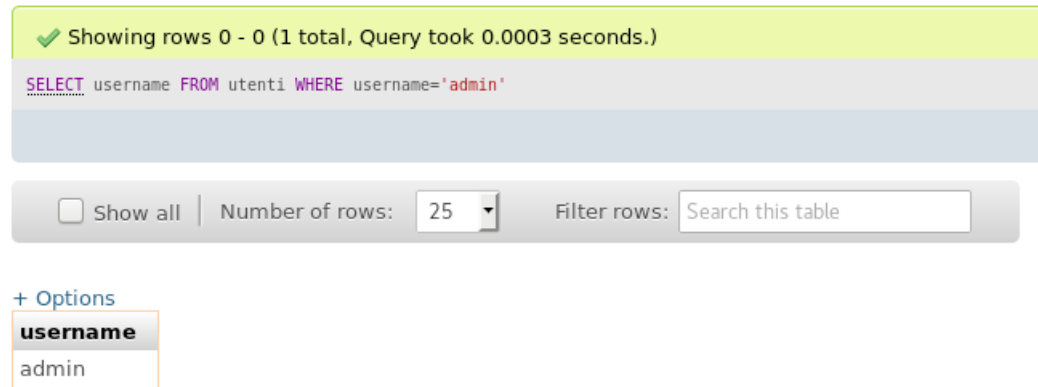 Showing rows 0 - 0 (1 total, Query took 0.0003 seconds.)
SELECT username FROM utenti WHERE username='admin'
Show all Number of rows: 25 Filter rows: Search this table
+ Options
username
admin